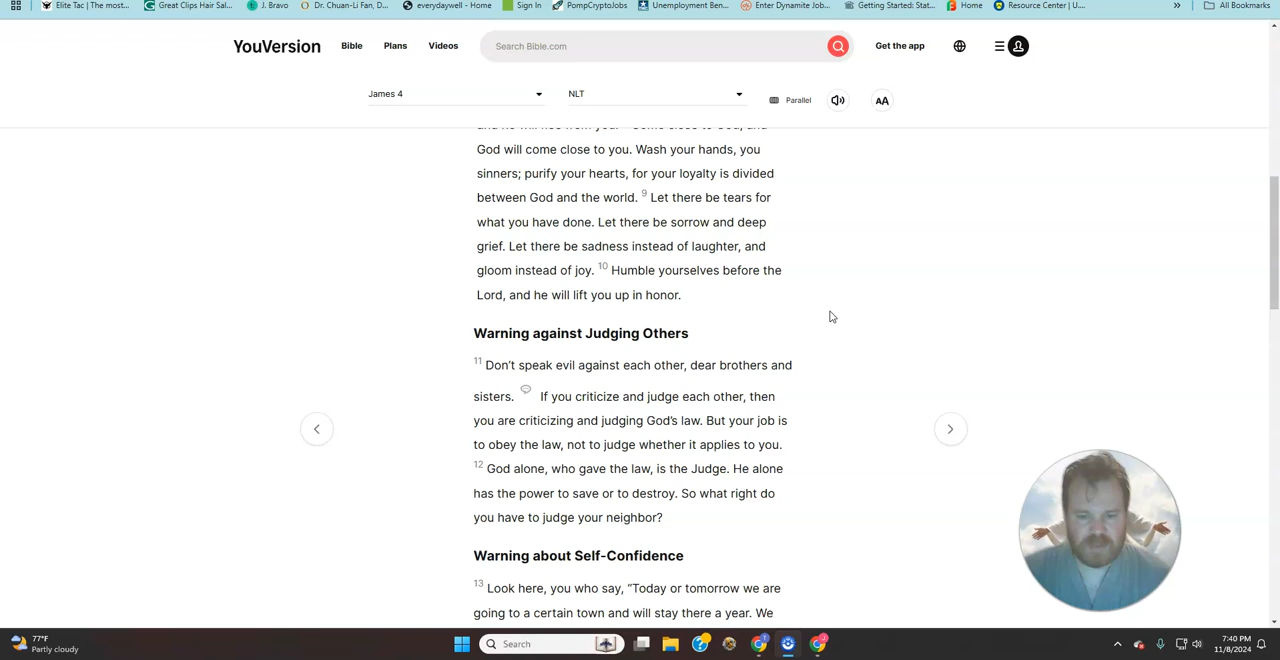 Elite Tac | The most...
Great Clips Hair Sal...
J. Bravo
Dr. Chuan-Li Fan, D...
everydaywell - Home
Sign In
PompCryptoJobs
Unemployment Ben...
Enter Dynamite Job...
Getting Started: Stat...
Home
Resource Center | U....
»
All Bookmarks
YouVersion
Bible
Plans
Videos
Search Bible.com
Get the app
James 4
NLT
Parallel
AA
God will come close to you. Wash your hands, you
sinners; purify your hearts, for your loyalty is divided
between God and the world. 9 Let there be tears for
what you have done. Let there be sorrow and deep
grief. Let there be sadness instead of laughter, and
gloom instead of joy. 10 Humble yourselves before the
Lord, and he will lift you up in honor.
Warning against Judging Others
11 Don’t speak evil against each other, dear brothers and
sisters. If you criticize and judge each other, then
you are criticizing and judging God’s law. But your job is
to obey the law, not to judge whether it applies to you.
12 God alone, who gave the law, is the Judge. He alone
has the power to save or to destroy. So what right do
you have to judge your neighbor?
Warning about Self-Confidence
13 Look here, you who say, “Today or tomorrow we are
going to a certain town and will stay there a year. We
77°F
Partly cloudy
Search
7:40 PM
11/8/2024